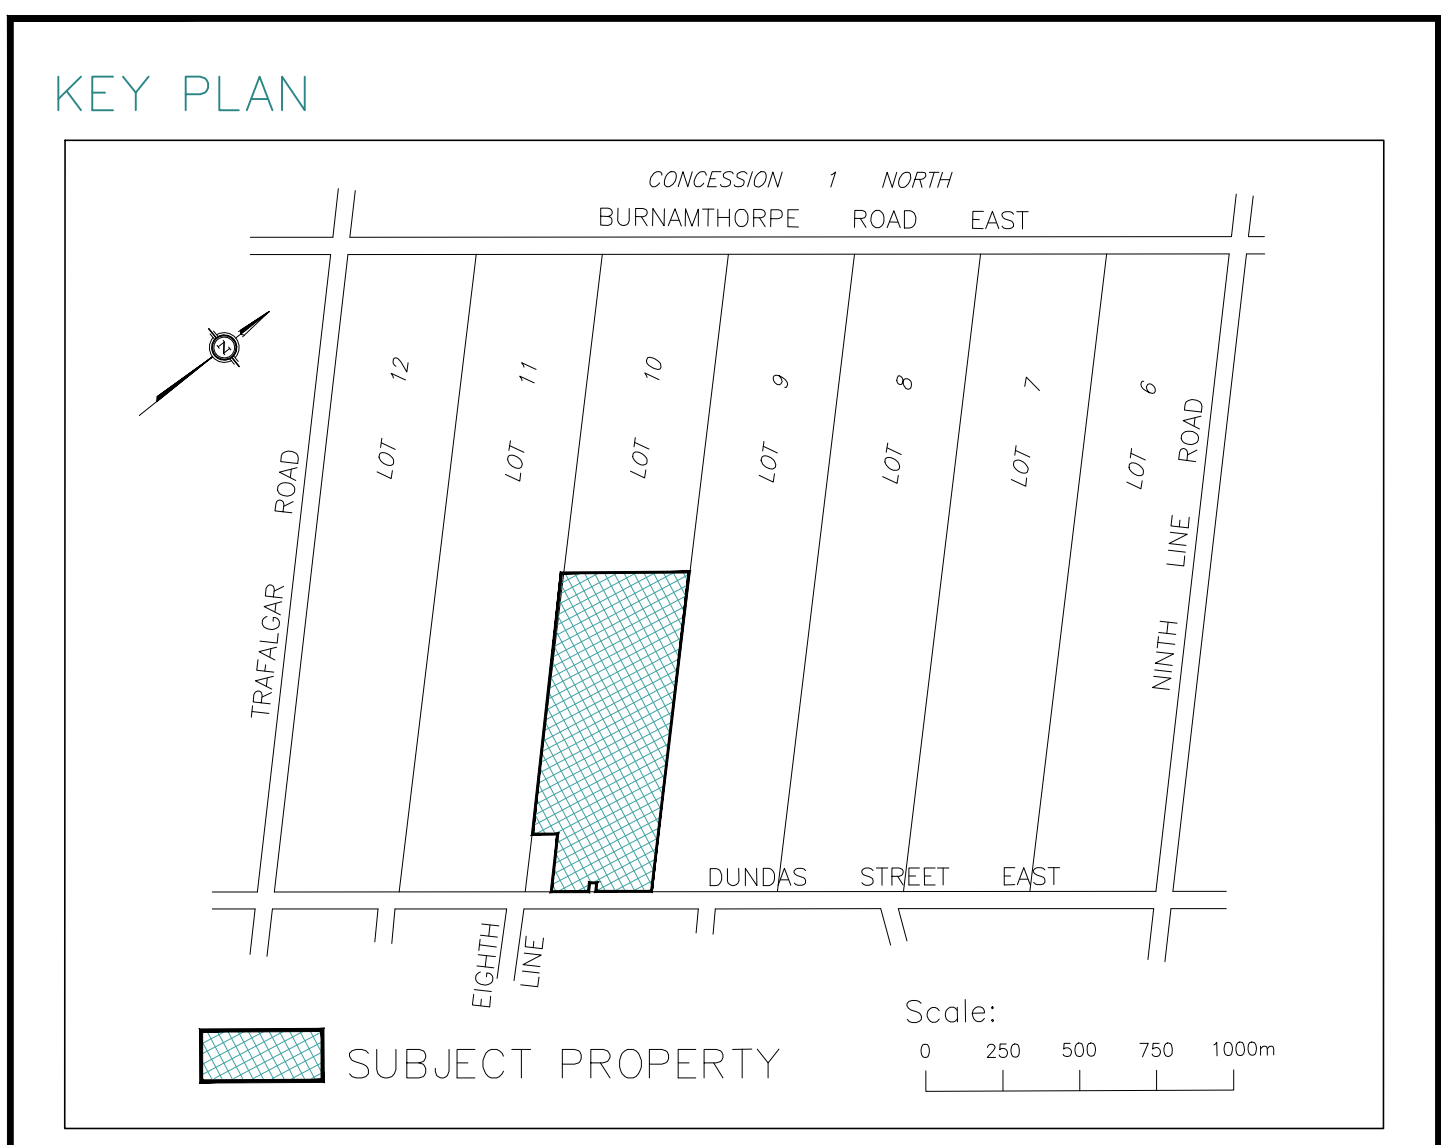 KEY PLAN
CONCESSION 1 NORTH
BURNAMTHORPE ROAD EAST
N
LOT 12
LOT 11
LOT 10
LOT 9
LOT 8
LOT 7
LOT 6
TRAFALGAR ROAD
NINTH LINE ROAD
DUNDAS STREET EAST
EIGHTH LINE
SUBJECT PROPERTY
Scale:
0 250 500 750 1000m